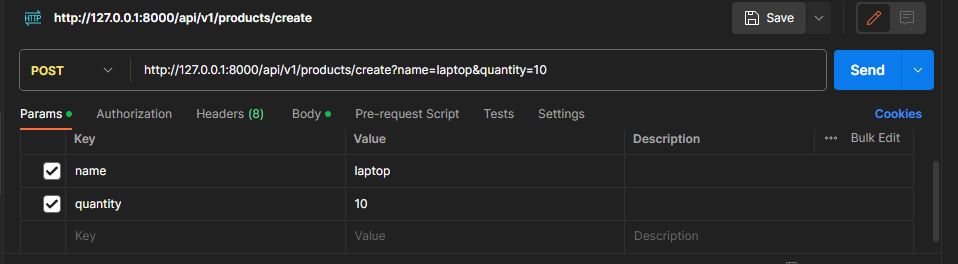 HTTP http://127.0.0.1:8000/api/v1/products/create Save
POST http://127.0.0.1:8000/api/v1/products/create?name=laptop&quantity=10 Send
Params Authorization Headers (8) Body Pre-request Script Tests Settings Cookies
Key Value Description Bulk Edit
name laptop
quantity 10
Key Value Description